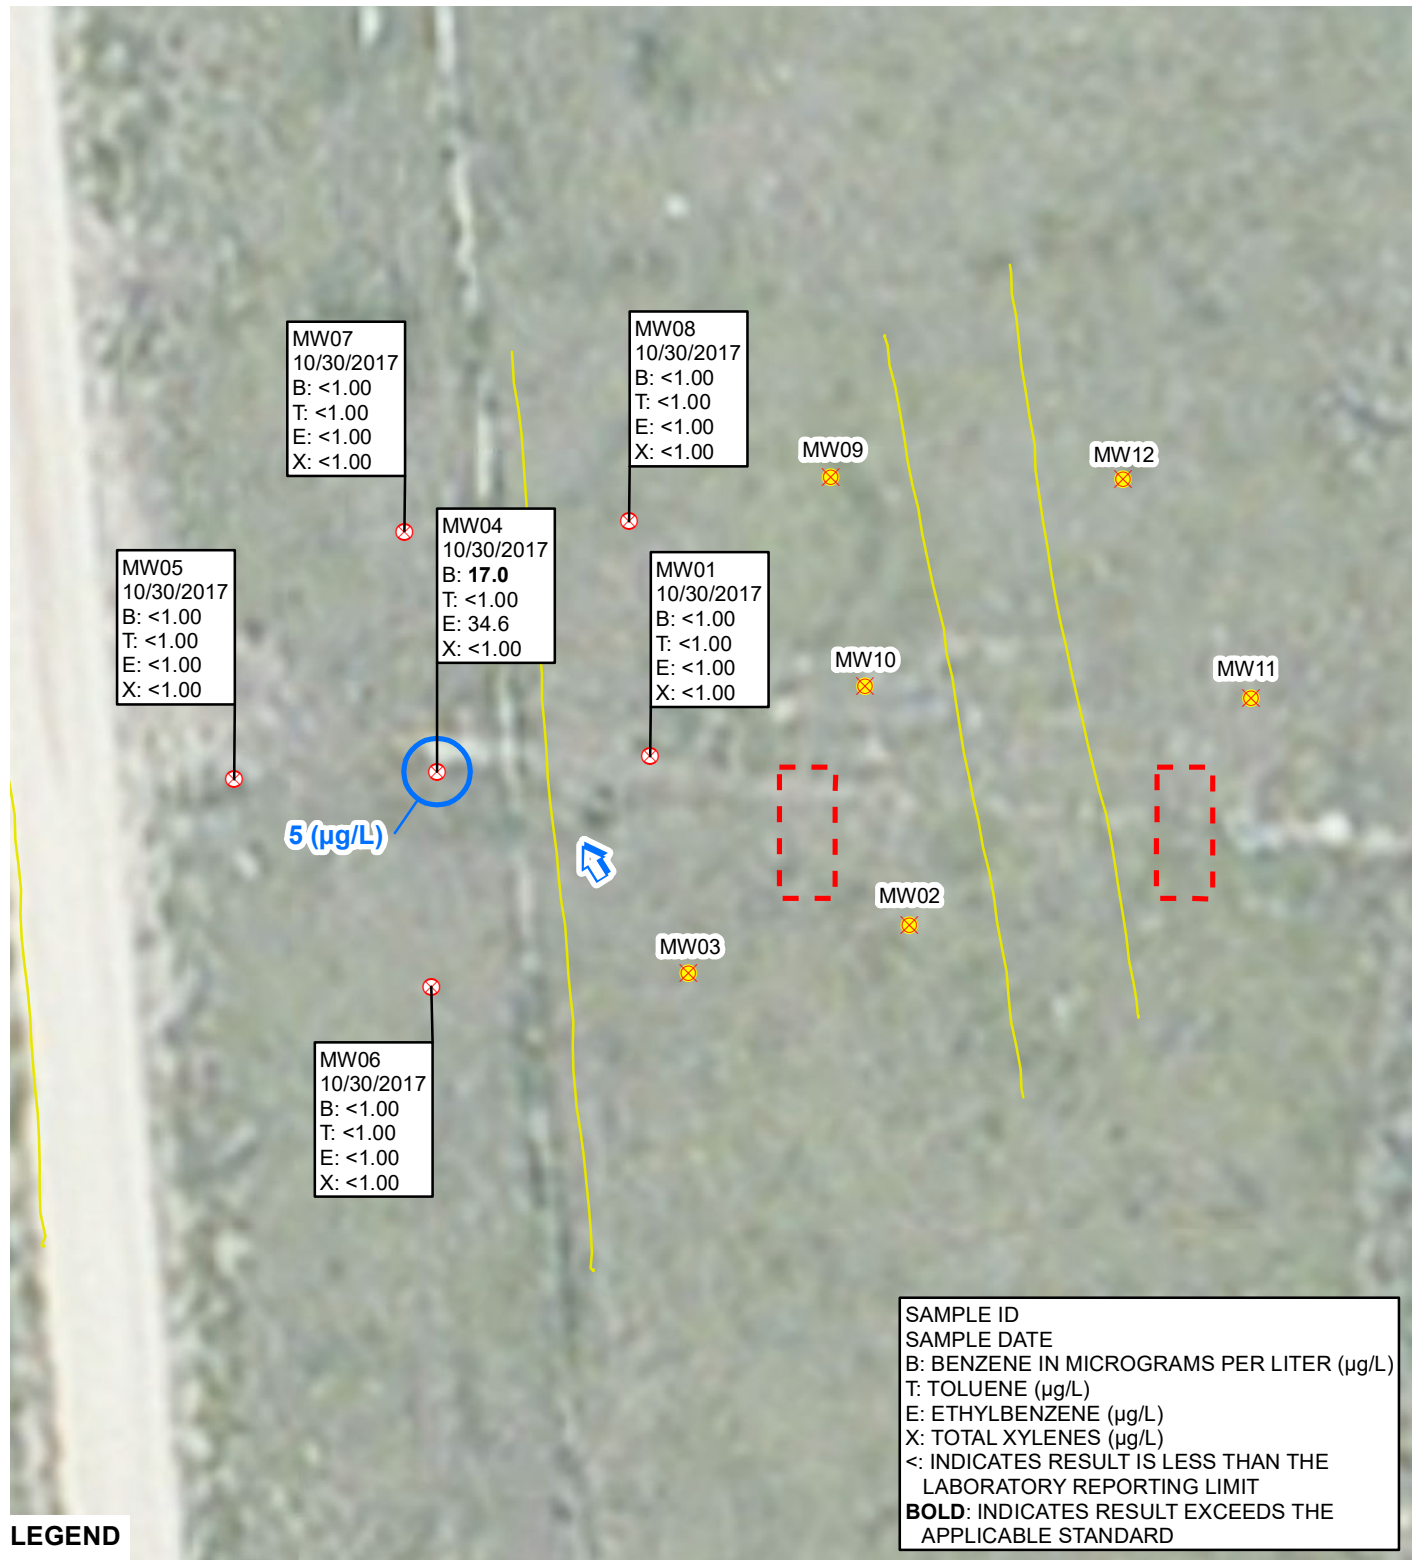 MW07
10/30/2017
B: <1.00
T: <1.00
E: <1.00
X: <1.00
MW08
10/30/2017
B: <1.00
T: <1.00
E: <1.00
X: <1.00
MW09
MW12
MW04
10/30/2017
B: 17.0
T: <1.00
E: 34.6
X: <1.00
MW05
10/30/2017
B: <1.00
T: <1.00
E: <1.00
X: <1.00
MW01
10/30/2017
B: <1.00
T: <1.00
E: <1.00
X: <1.00
MW10
MW11
5 (µg/L)
MW02
MW03
MW06
10/30/2017
B: <1.00
T: <1.00
E: <1.00
X: <1.00
SAMPLE ID
SAMPLE DATE
B: BENZENE IN MICROGRAMS PER LITER (µg/L)
T: TOLUENE (µg/L)
E: ETHYLBENZENE (µg/L)
X: TOTAL XYLENES (µg/L)
<: INDICATES RESULT IS LESS THAN THE
LABORATORY REPORTING LIMIT
BOLD: INDICATES RESULT EXCEEDS THE
APPLICABLE STANDARD
LEGEND